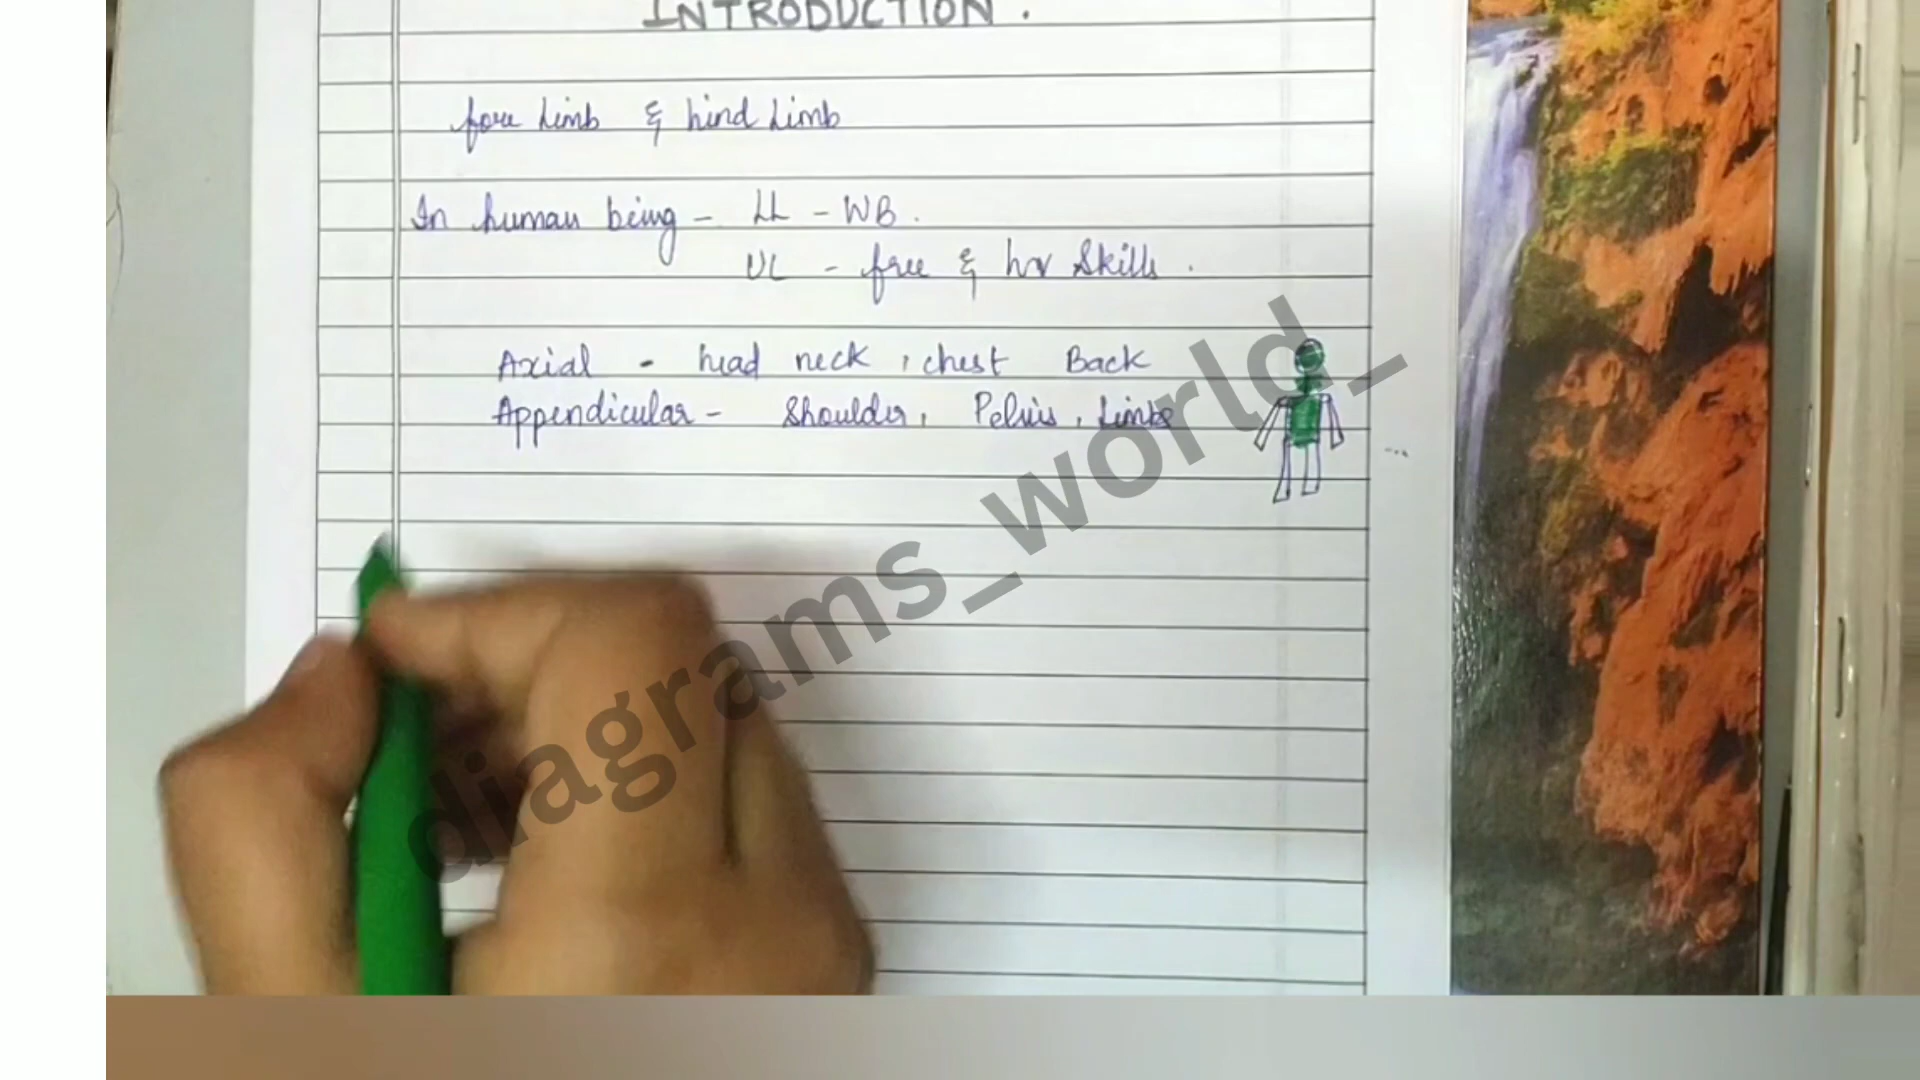 INTRODUCTION.
fore Limb & hind Limb
In human being - LL - WB.
UL - free & hv skills.
Axial - head neck, chest Back
Appendicular - Shoulder, Pelvis, Limbs
diagrams_world_